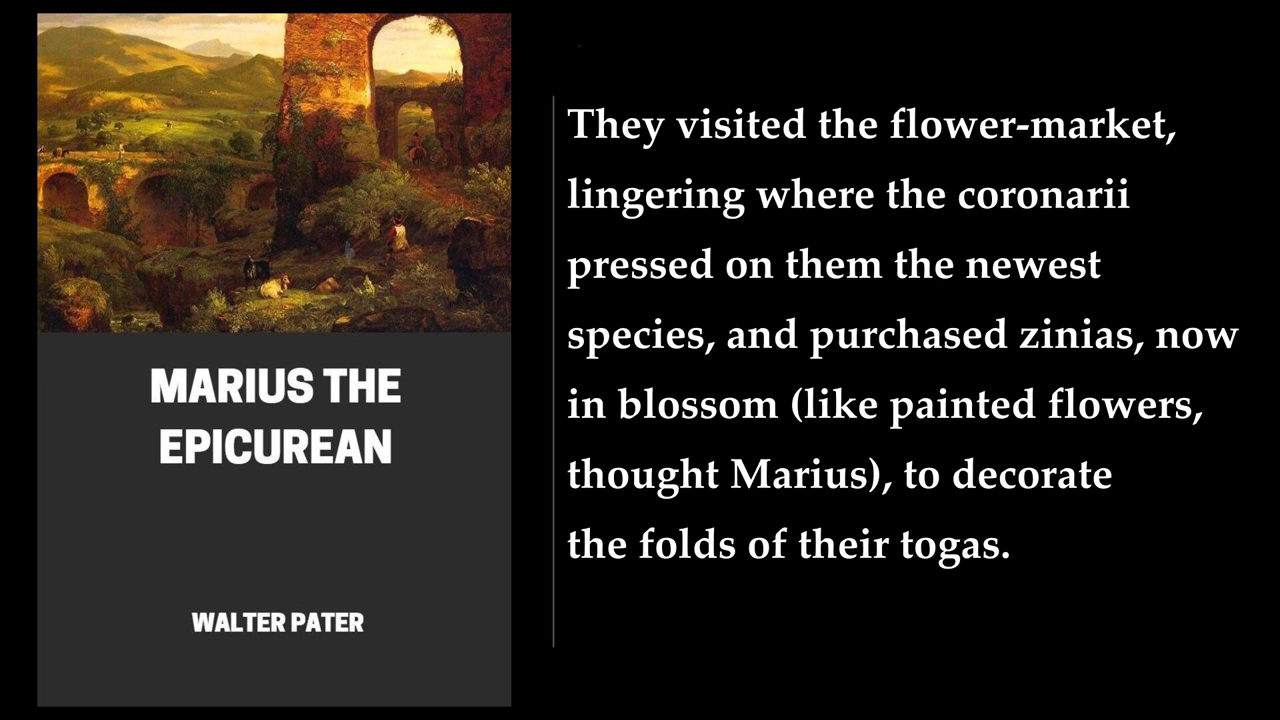 MARIUS THE
EPICUREAN
WALTER PATER
They visited the flower-market,
lingering where the coronarii
pressed on them the newest
species, and purchased zinias, now
in blossom (like painted flowers,
thought Marius), to decorate
the folds of their togas.